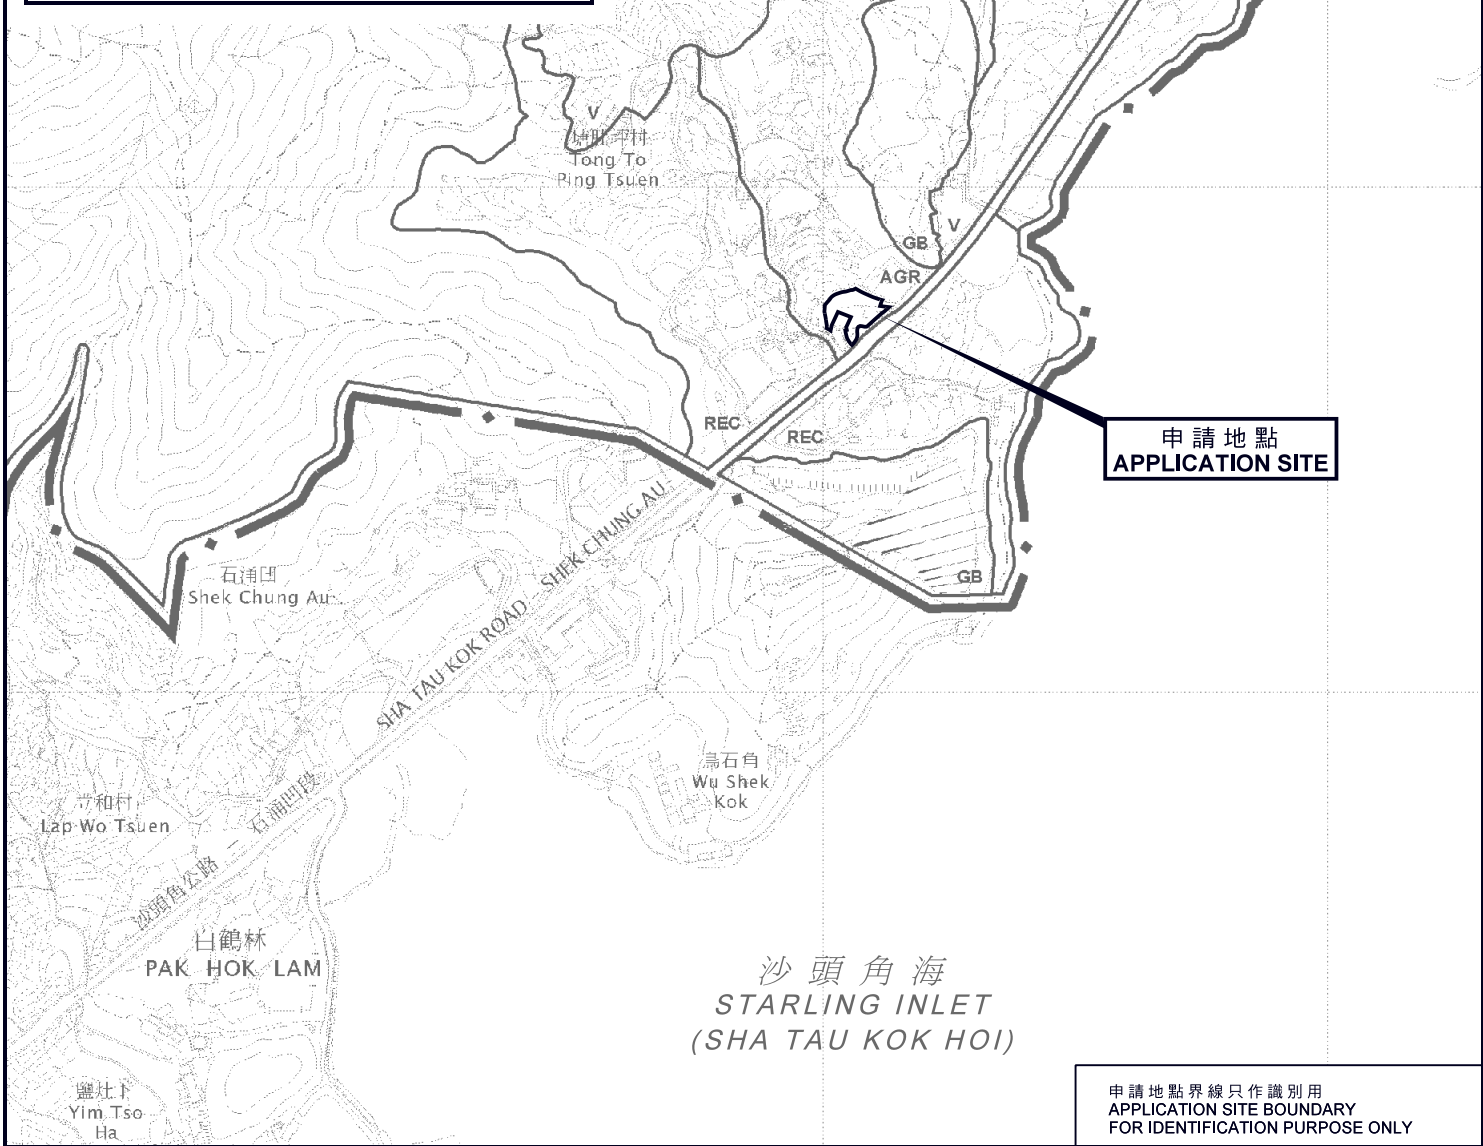 V
塘肚坪村
Tong To
Ping Tsuen
V
GB
AGR
REC
REC
申請地點
APPLICATION SITE
石涌凹
Shek Chung Au
SHA TAU KOK ROAD - SHEK CHUNG AU
GB
烏石角
Wu Shek
Kok
立和村
Lap Wo Tsuen
沙頭角公路 - 石涌凹段
白鶴林
PAK HOK LAM
沙頭角海
STARLING INLET
(SHA TAU KOK HOI)
鹽灶下
Yim Tso
Ha
申請地點界線只作識別用
APPLICATION SITE BOUNDARY
FOR IDENTIFICATION PURPOSE ONLY